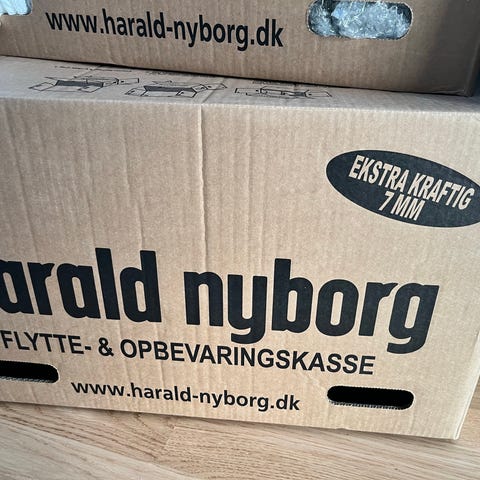 www.harald-nyborg.dk
EKSTRA KRAFTIG
7 MM
arald nyborg
FLYTTE- & OPBEVARINGSKASSE
www.harald-nyborg.dk